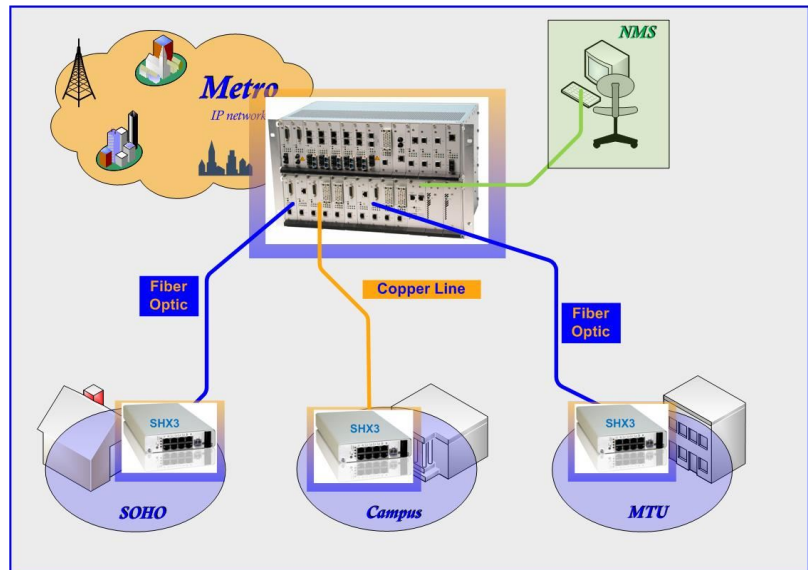 NMS
Metro
IP network
Fiber
Optic
Copper Line
Fiber
Optic
SHX3
SHX3
SHX3
SOHO
Campus
MTU